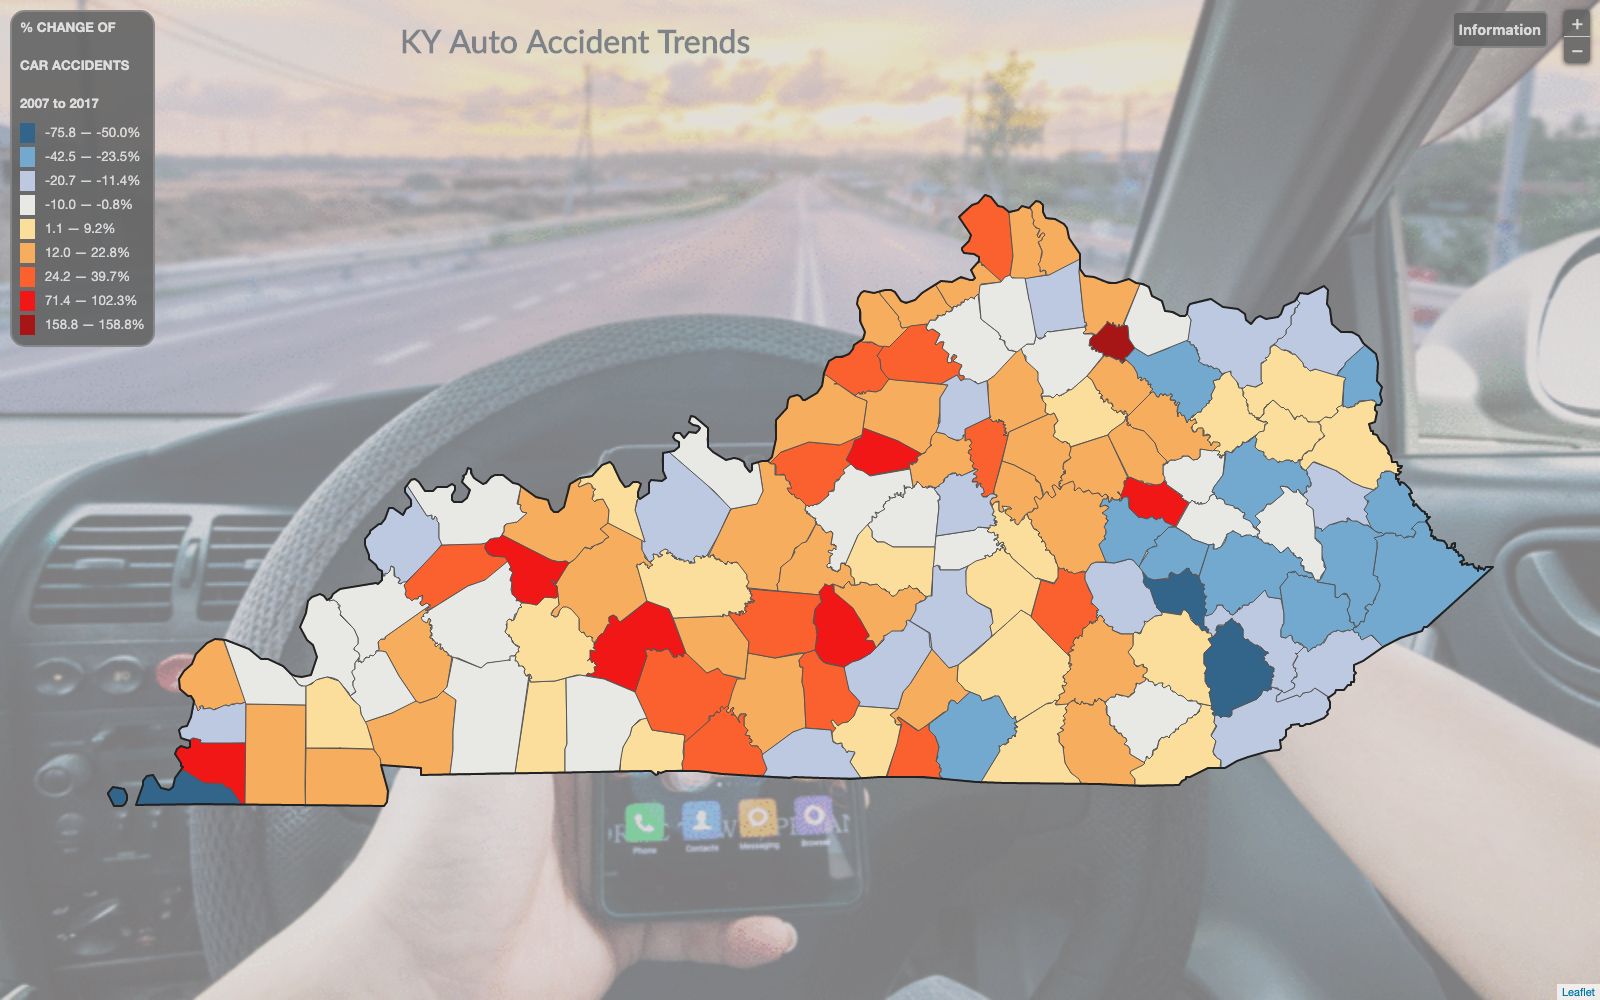 % CHANGE OF
CAR ACCIDENTS
2007 to 2017
-75.8 — -50.0%
-42.5 — -23.5%
-20.7 — -11.4%
-10.0 — -0.8%
1.1 — 9.2%
12.0 — 22.8%
24.2 — 39.7%
71.4 — 102.3%
158.8 — 158.8%
KY Auto Accident Trends
Information
+
−
Phone
Contacts
Messaging
Browser
Leaflet